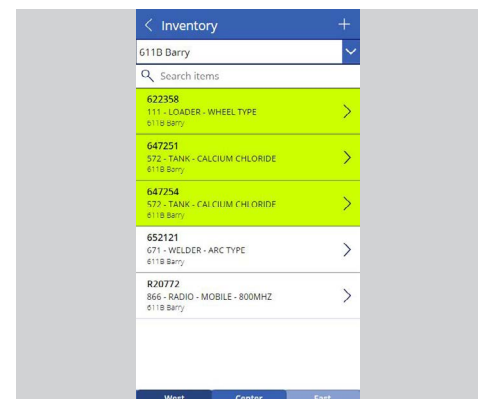 Inventory
611B Barry
Search items
622358
111 - LOADER - WHEEL TYPE
611B Barry
647251
572 - TANK - CALCIUM CHLORIDE
611B Barry
647254
572 - TANK - CALCIUM CHLORIDE
611B Barry
652121
671 - WELDER - ARC TYPE
611B Barry
R20772
866 - RADIO - MOBILE - 800MHZ
611B Barry
West Center East